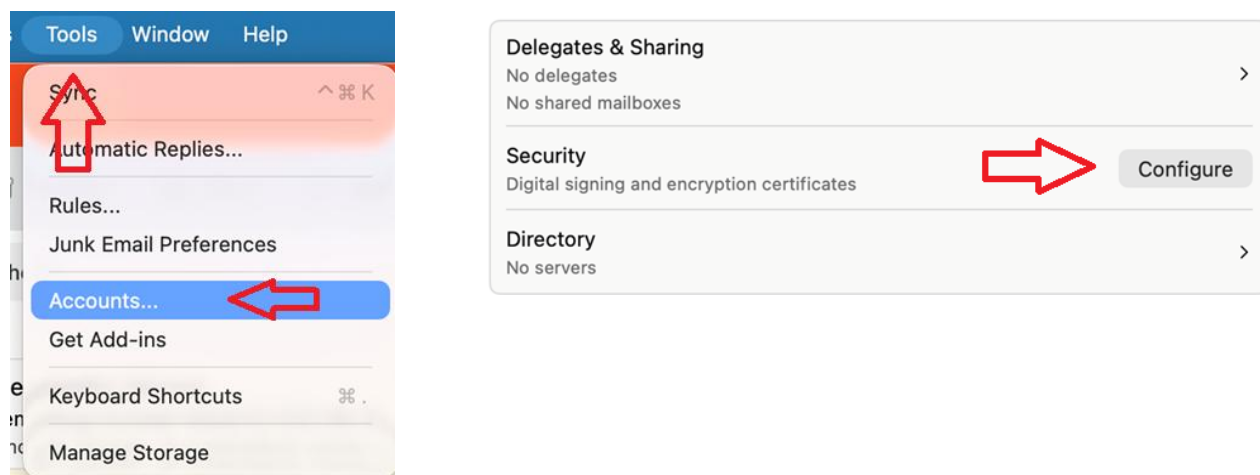 Tools Window Help
Sync ^ ⌘ K
Automatic Replies...
Rules...
Junk Email Preferences
Accounts...
Get Add-ins
Keyboard Shortcuts ⌘ .
Manage Storage
Delegates & Sharing
No delegates
No shared mailboxes
Security
Digital signing and encryption certificates
Configure
Directory
No servers